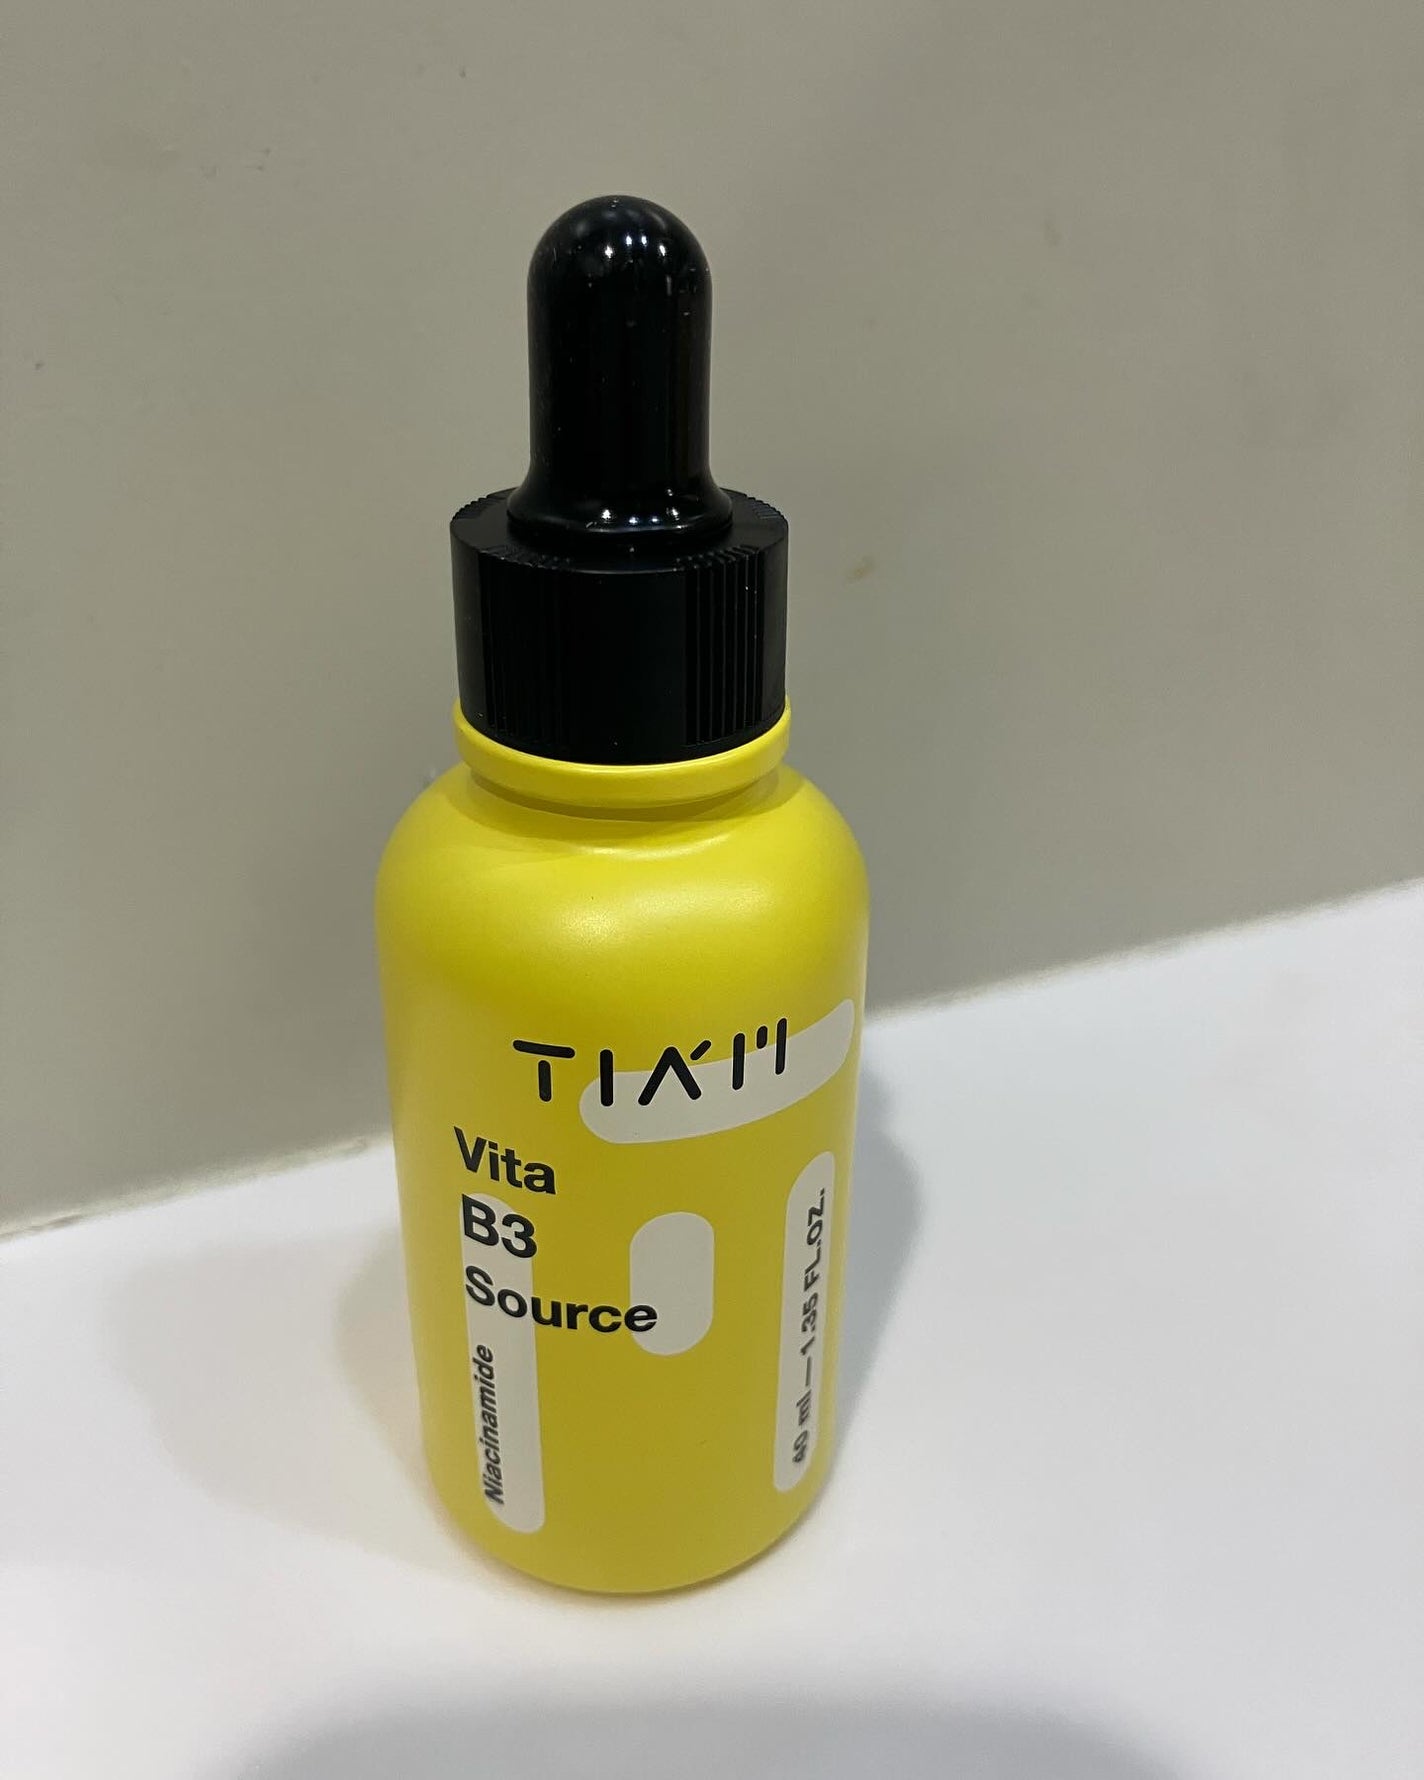 TIA'M
Vita
B3
Source
Niacinamide
40 ml — 1.35 FL.OZ.